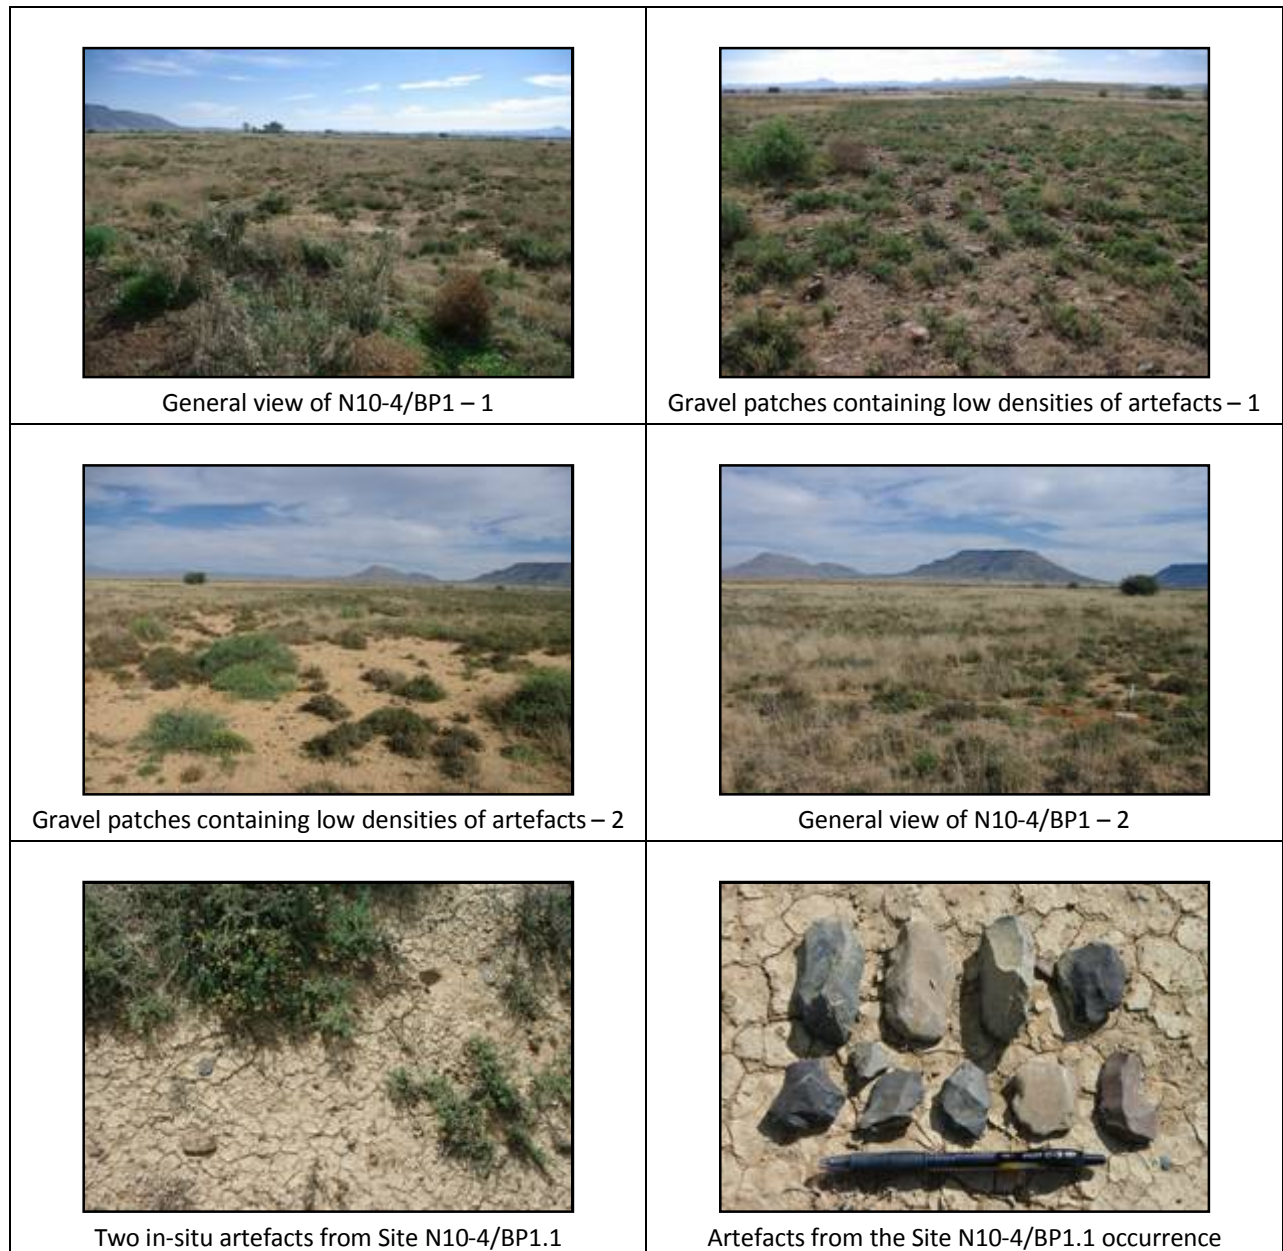 General view of N10-4/BP1 – 1
Gravel patches containing low densities of artefacts – 1
Gravel patches containing low densities of artefacts – 2
General view of N10-4/BP1 – 2
Two in-situ artefacts from Site N10-4/BP1.1
Artefacts from the Site N10-4/BP1.1 occurrence